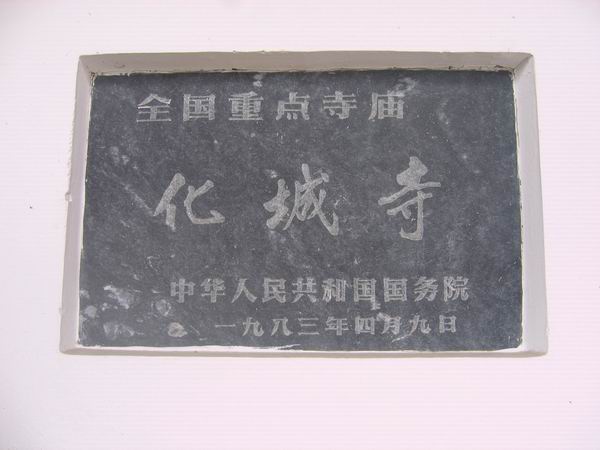 全国重点寺庙
化城寺
中华人民共和国国务院
一九八三年四月九日